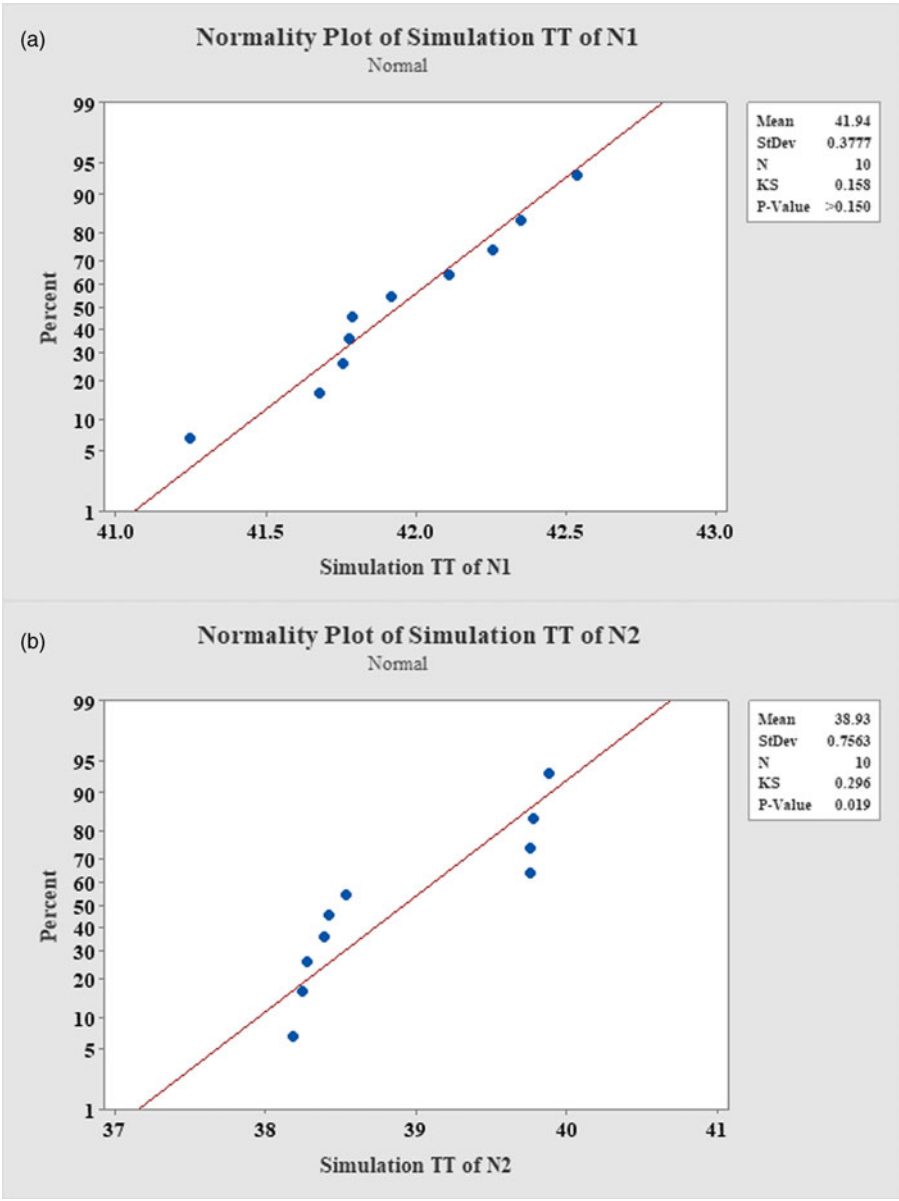 (a)
Normality Plot of Simulation TT of N1
Normal
99
95
90
80
70
60
50
40
30
20
10
5
1
Percent
41.0 41.5 42.0 42.5 43.0
Simulation TT of N1
Mean 41.94
StDev 0.3777
N 10
KS 0.158
P-Value >0.150
(b)
Normality Plot of Simulation TT of N2
Normal
99
95
90
80
70
60
50
40
30
20
10
5
1
Percent
37 38 39 40 41
Simulation TT of N2
Mean 38.93
StDev 0.7563
N 10
KS 0.296
P-Value 0.019